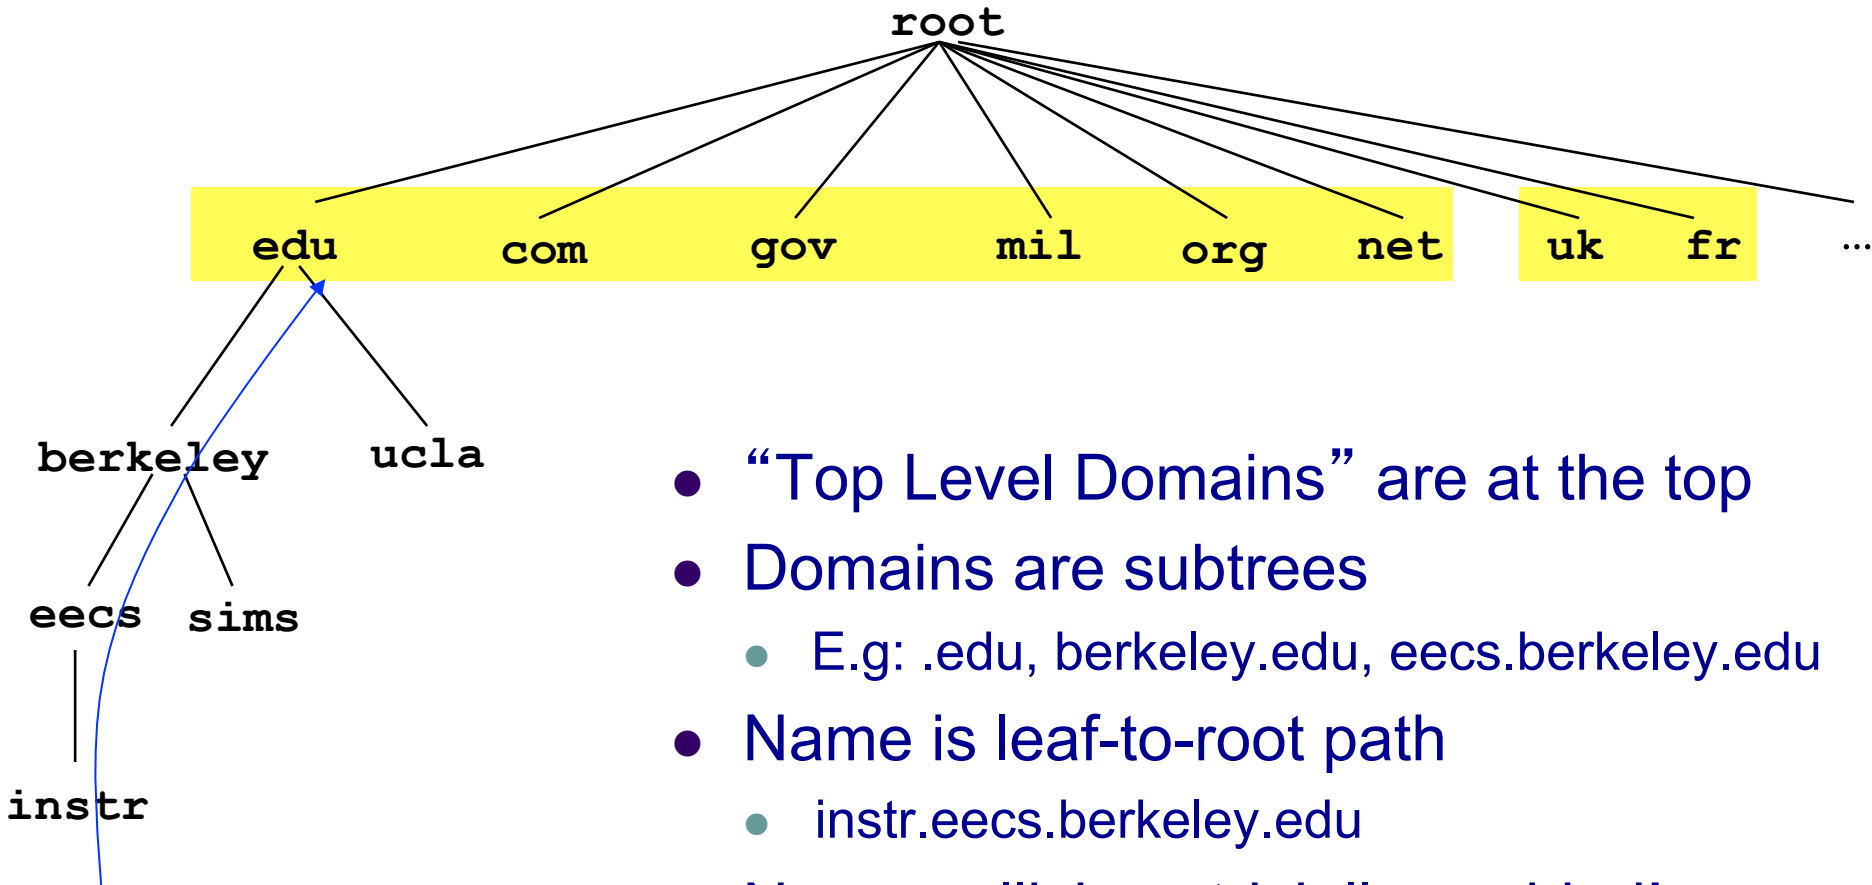 root
edu com gov mil org net uk fr ...
berkeley ucla
eecs sims
instr
“Top Level Domains” are at the top
Domains are subtrees
E.g: .edu, berkeley.edu, eecs.berkeley.edu
Name is leaf-to-root path
instr.eecs.berkeley.edu